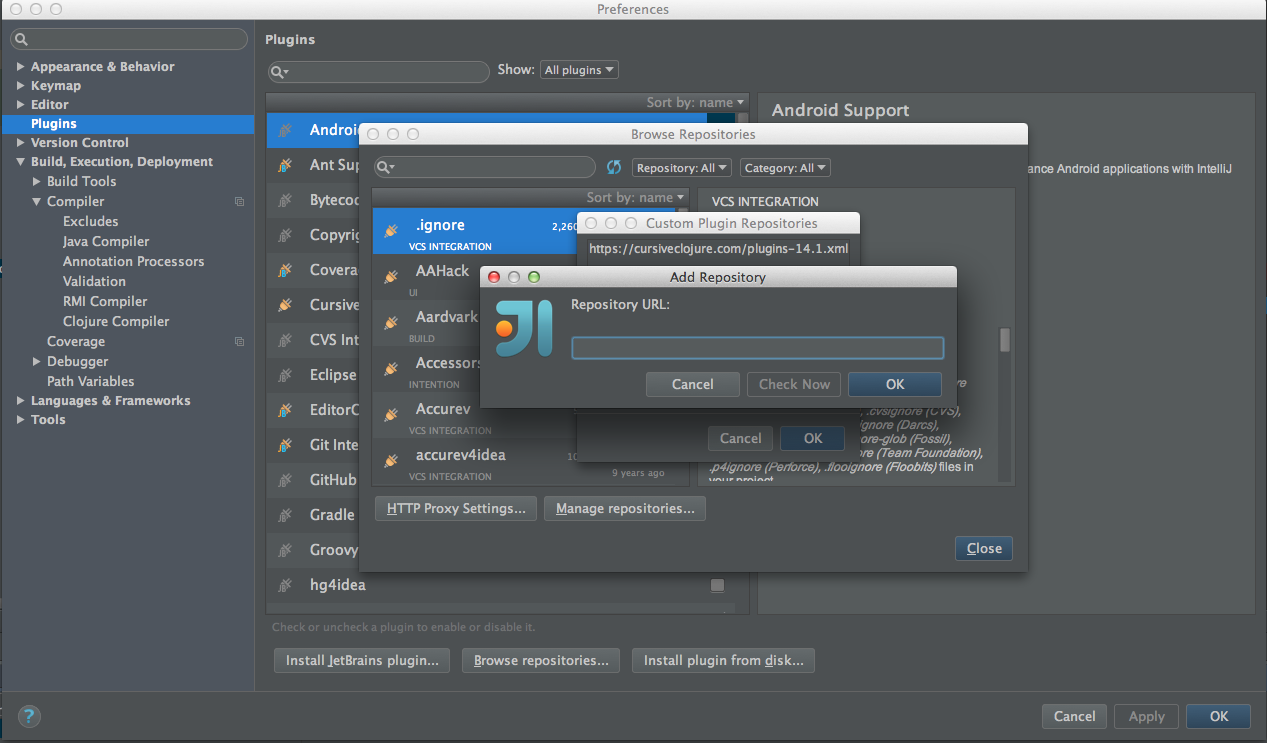 Preferences
Appearance & Behavior
Keymap
Editor
Plugins
Version Control
Build, Execution, Deployment
Build Tools
Compiler
Excludes
Java Compiler
Annotation Processors
Validation
RMI Compiler
Clojure Compiler
Coverage
Debugger
Path Variables
Languages & Frameworks
Tools
Plugins
Show: All plugins
Sort by: name
Ant Sup
Bytecod
Copyrig
Covera
Cursive
CVS Int
Eclipse
EditorC
Git Inte
GitHub
Gradle
Groovy
hg4idea
Check or uncheck a plugin to enable or disable it.
Install JetBrains plugin...
Browse repositories...
Install plugin from disk...
Android Support
ance Android applications with IntelliJ
Browse Repositories
Repository: All
Category: All
Sort by: name
.ignore 2,260
VCS INTEGRATION
AAHack
UI
Aardvark
BUILD
Accessors
INTENTION
Accurev
VCS INTEGRATION
accurev4idea 10
VCS INTEGRATION 9 years ago
VCS INTEGRATION
.cvsignore (CVS),
ignore (Darcs),
ore-glob (Fossil),
ore (Team Foundation),
.p4ignore (Perforce), .flooignore (Floobits) files in
your project
HTTP Proxy Settings...
Manage repositories...
Close
Custom Plugin Repositories
https://cursiveclojure.com/plugins-14.1.xml
Cancel
OK
Add Repository
Repository URL:
Cancel
Check Now
OK
?
Cancel
Apply
OK